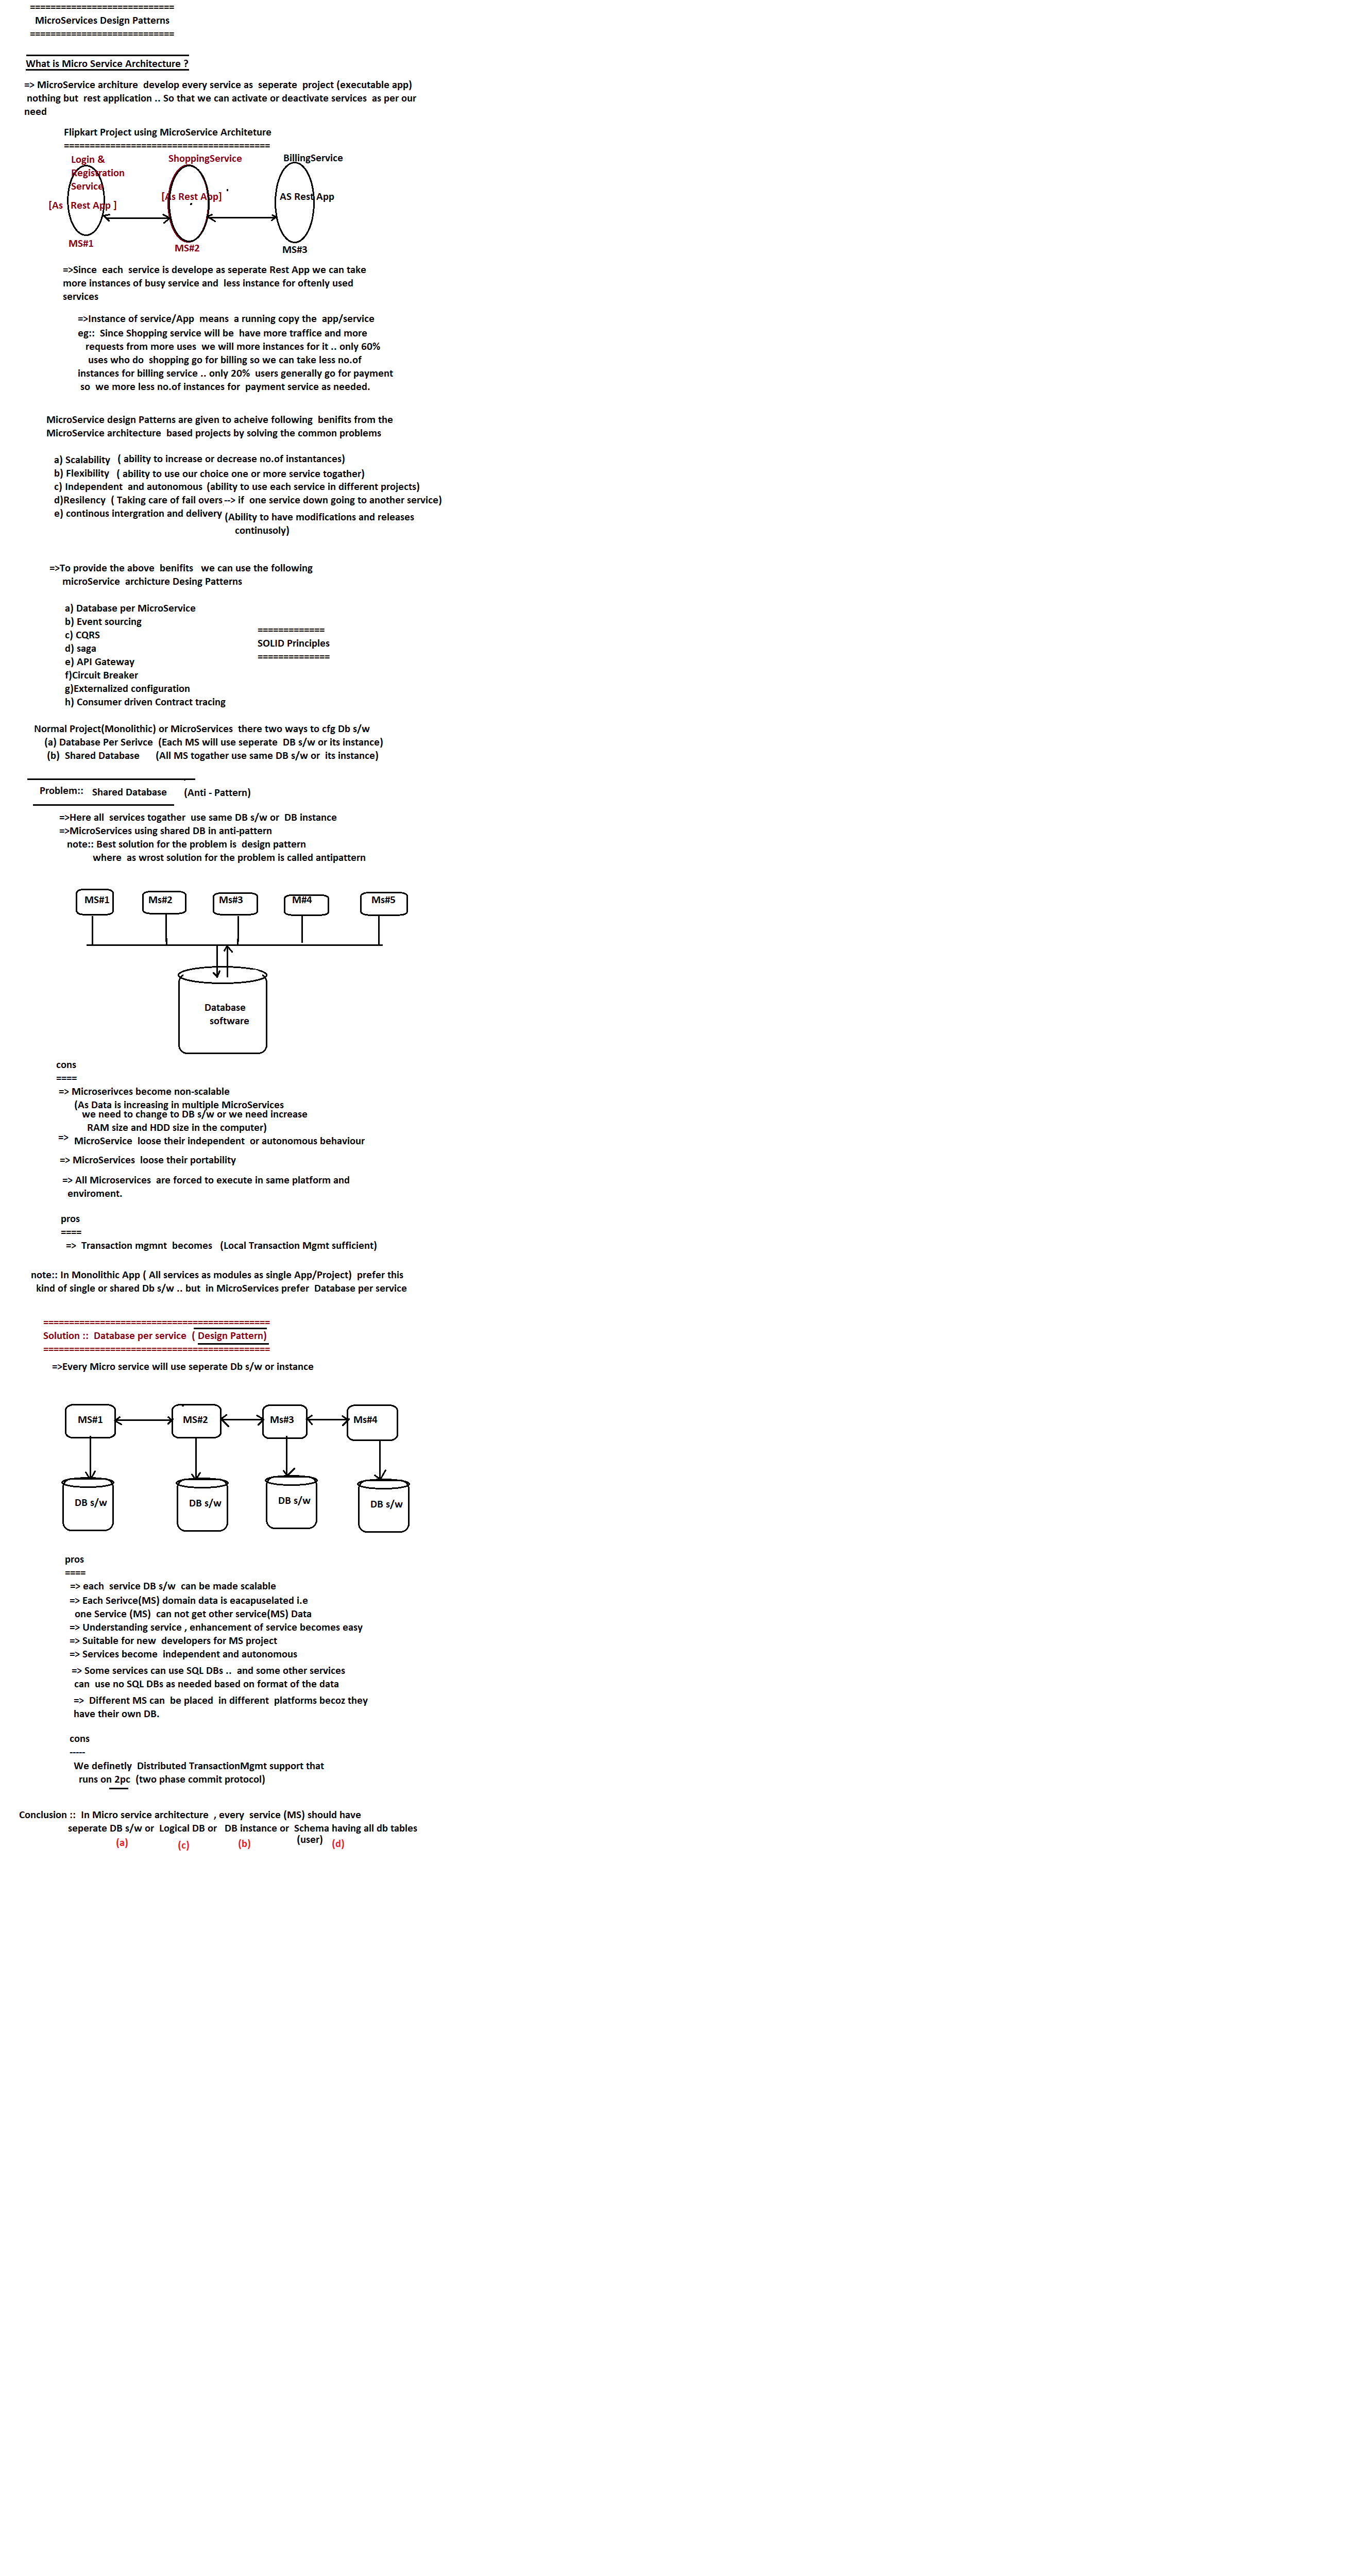 ============================
MicroServices Design Patterns
============================
What is Micro Service Architecture ?
=> MicroService architure  develop every service as  seperate  project (executable app)
nothing but  rest application .. So that we can activate or deactivate services  as per our
need
Flipkart Project using MicroService Architeture
========================================
Login &
Registration
Service
[As   Rest App ]
MS#1
ShoppingService
[As Rest App]
MS#2
BillingService
AS Rest App
MS#3
=>Since  each  service is develope as seperate Rest App we can take
more instances of busy service and  less instance for oftenly used
services
=>Instance of service/App  means  a running copy the  app/service
eg::  Since Shopping service will be  have more traffice and more
requests from more uses  we will more instances for it .. only 60%
uses who do  shopping go for billing so we can take less no.of
instances for billing service .. only 20%  users generally go for payment
so  we more less no.of instances for  payment service as needed.
MicroService design Patterns are given to acheive following  benifits from the
MicroService architecture  based projects by solving the common problems
a) Scalability   ( ability to increase or decrease no.of instantances)
b) Flexibility   ( ability to use our choice one or more service togather)
c) Independent  and autonomous  (ability to use each service in different projects)
d)Resilency  ( Taking care of fail overs --> if  one service down going to another service)
e) continous intergration and delivery (Ability to have modifications and releases
continusoly)
=>To provide the above  benifits   we can use the following
microService  archicture Desing Patterns
a) Database per MicroService
b) Event sourcing
c) CQRS
d) saga
e) API Gateway
f)Circuit Breaker
g)Externalized configuration
h) Consumer driven Contract tracing
=============
SOLID Principles
==============
Normal Project(Monolithic) or MicroServices  there two ways to cfg Db s/w
(a) Database Per Serivce  (Each MS will use seperate  DB s/w or its instance)
(b)  Shared Database      (All MS togather use same DB s/w or  its instance)
Problem::   Shared Database      (Anti - Pattern)
=>Here all  services togather  use same DB s/w or  DB instance
=>MicroServices using shared DB in anti-pattern
note:: Best solution for the problem is  design pattern
where  as wrost solution for the problem is called antipattern
MS#1 Ms#2 Ms#3 M#4 Ms#5
Database
software
cons
====
=> Microserivces become non-scalable
(As Data is increasing in multiple MicroServices
we need to change to DB s/w or we need increase
RAM size and HDD size in the computer)
=> MicroService  loose their independent  or autonomous behaviour
=> MicroServices  loose their portability
=> All Microservices  are forced to execute in same platform and
enviroment.
pros
====
=>  Transaction mgmnt  becomes   (Local Transaction Mgmt sufficient)
note:: In Monolithic App ( All services as modules as single App/Project)  prefer this
kind of single or shared Db s/w .. but  in MicroServices prefer  Database per service
============================================
Solution ::  Database per service  ( Design Pattern)
============================================
=>Every Micro service will use seperate Db s/w or instance
MS#1 MS#2 Ms#3 Ms#4
DB s/w DB s/w DB s/w DB s/w
pros
====
=> each  service DB s/w  can be made scalable
=> Each Serivce(MS) domain data is eacapuselated i.e
one Service (MS)  can not get other service(MS) Data
=> Understanding service , enhancement of service becomes easy
=> Suitable for new  developers for MS project
=> Services become  independent and autonomous
=> Some services can use SQL DBs ..  and some other services
can  use no SQL DBs as needed based on format of the data
=>  Different MS can  be placed  in different  platforms becoz they
have their own DB.
cons
-----
We definetly  Distributed TransactionMgmt support that
runs on 2pc  (two phase commit protocol)
Conclusion ::  In Micro service architecture  , every  service (MS) should have
seperate DB s/w or  Logical DB or   DB instance or  Schema having all db tables
(user)
(a) (c) (b) (d)